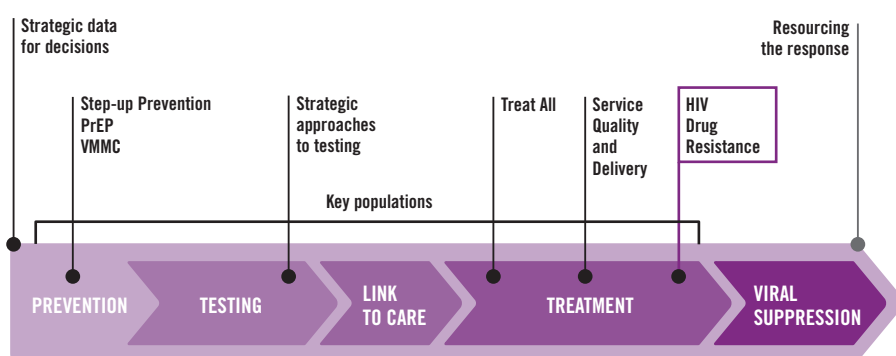 Strategic data
for decisions
Resourcing
the response
Step-up Prevention
PrEP
VMMC
Strategic
approaches
to testing
Treat All
Service
Quality
and
Delivery
HIV
Drug
Resistance
Key populations
PREVENTION
TESTING
LINK
TO CARE
TREATMENT
VIRAL
SUPPRESSION